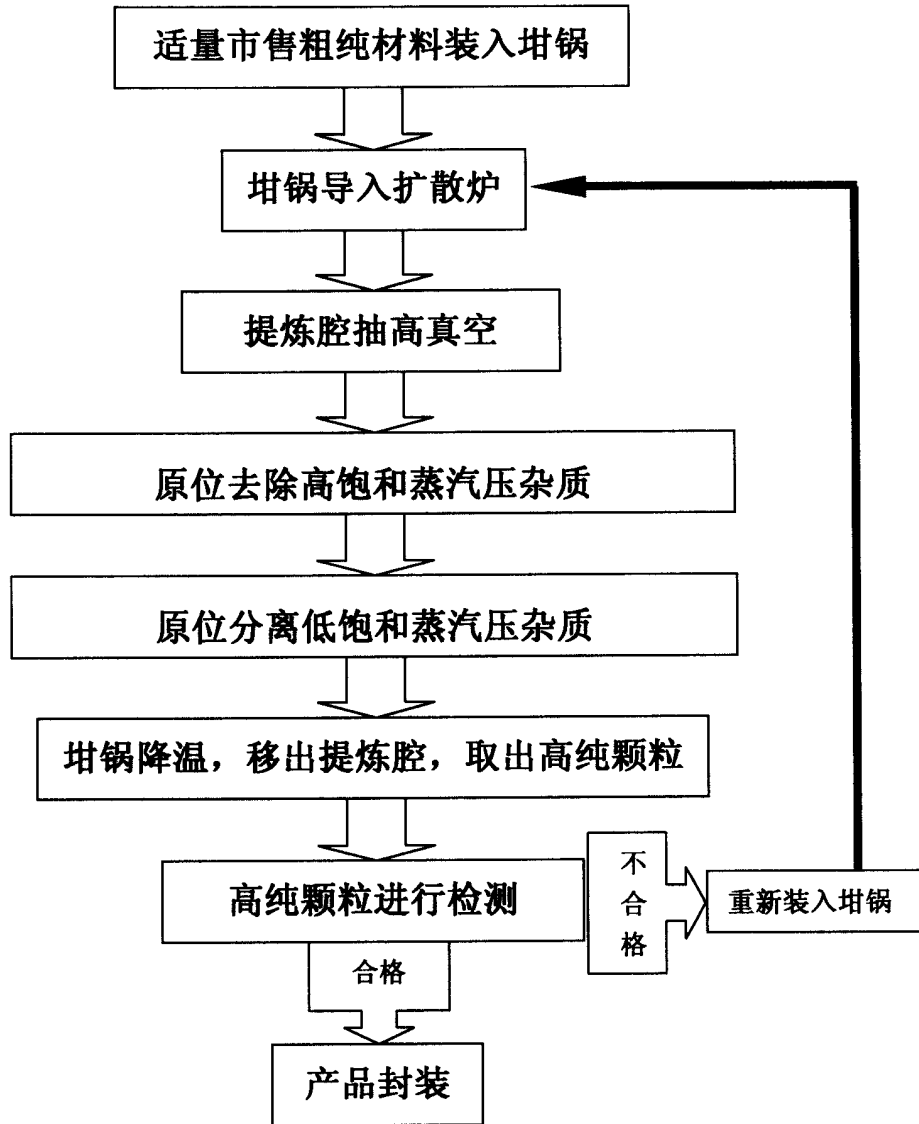 适量市售粗纯材料装入坩锅
坩锅导入扩散炉
提炼腔抽高真空
原位去除高饱和蒸汽压杂质
原位分离低饱和蒸汽压杂质
坩锅降温，移出提炼腔，取出高纯颗粒
高纯颗粒进行检测
不
合
格
重新装入坩锅
合格
产品封装